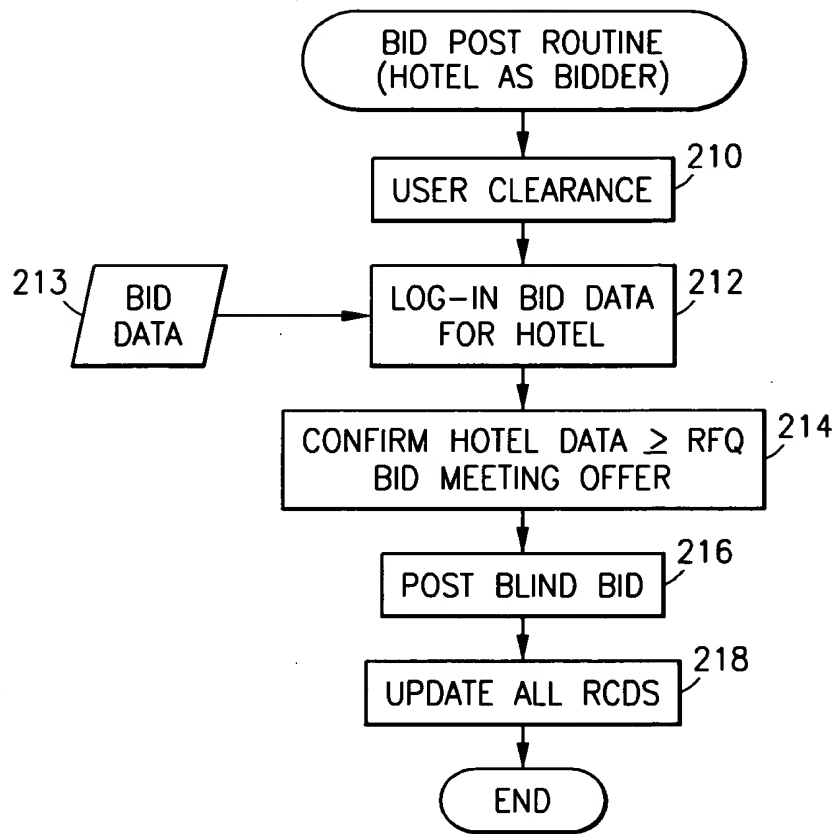 BID POST ROUTINE
(HOTEL AS BIDDER)
210
USER CLEARANCE
213
BID
DATA
212
LOG-IN BID DATA
FOR HOTEL
214
CONFIRM HOTEL DATA ≥ RFQ
BID MEETING OFFER
216
POST BLIND BID
218
UPDATE ALL RCDS
END